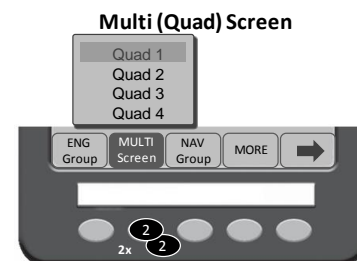 Multi (Quad) Screen
Quad 1
Quad 2
Quad 3
Quad 4
ENG Group
MULTI Screen
NAV Group
MORE
2
2x
2